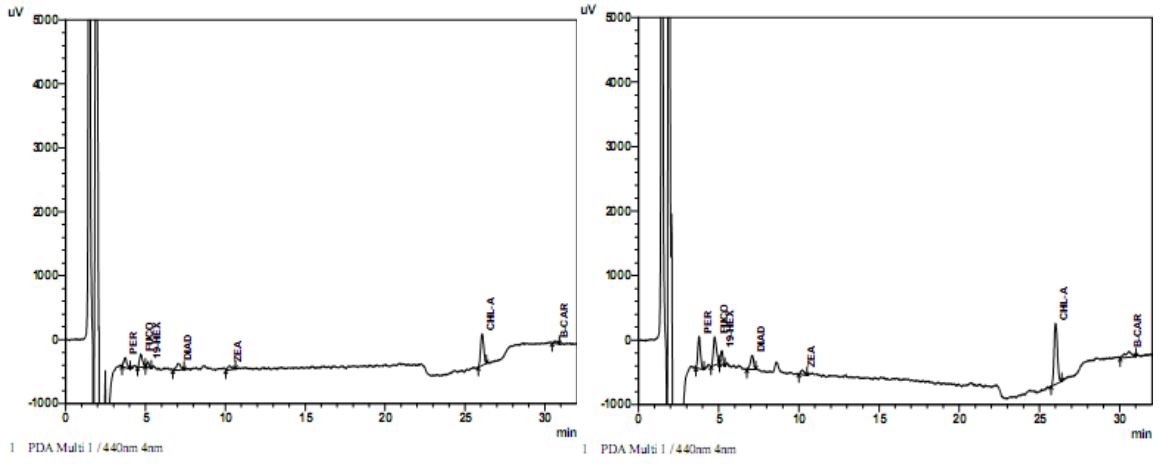 uV
5000
4000
3000
2000
1000
0
-1000
PER
FUCO
19-HEX
DIAD
ZEA
CHL-A
B-CAR
0
5
10
15
20
25
30
min
1 PDA Multi 1 / 440nm 4nm
uV
5000
4000
3000
2000
1000
0
-1000
PER
FUCO
19-HEX
DIAD
ZEA
CHL-A
B-CAR
0
5
10
15
20
25
30
min
1 PDA Multi 1 / 440nm 4nm